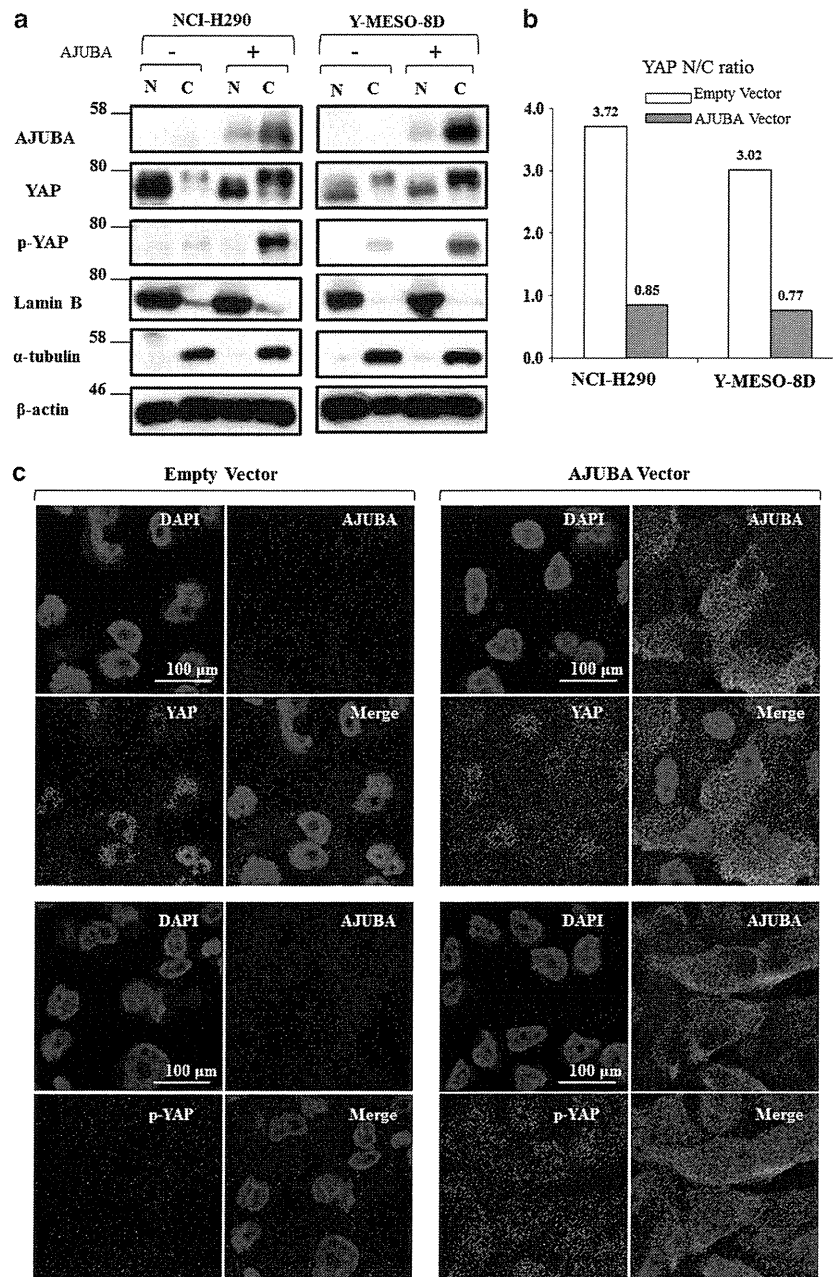 a
NCI-H290
Y-MESO-8D
AJUBA
- +
- +
N C N C
N C N C
58
AJUBA
80
YAP
80
p-YAP
80
Lamin B
58
α-tubulin
46
β-actin
b
YAP N/C ratio
Empty Vector
AJUBA Vector
4.0
3.0
2.0
1.0
0.0
3.72
0.85
3.02
0.77
NCI-H290
Y-MESO-8D
c
Empty Vector
AJUBA Vector
DAPI
AJUBA
DAPI
AJUBA
100 μm
100 μm
YAP
Merge
YAP
Merge
DAPI
AJUBA
DAPI
AJUBA
100 μm
100 μm
p-YAP
Merge
p-YAP
Merge